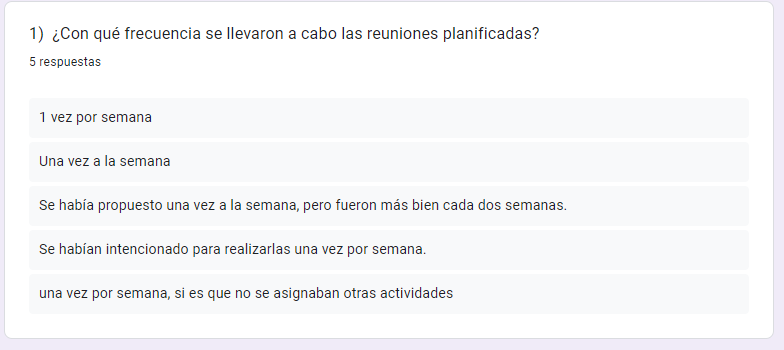 1) ¿Con qué frecuencia se llevaron a cabo las reuniones planificadas?
5 respuestas
1 vez por semana
Una vez a la semana
Se había propuesto una vez a la semana, pero fueron más bien cada dos semanas.
Se habían intencionado para realizarlas una vez por semana.
una vez por semana, si es que no se asignaban otras actividades